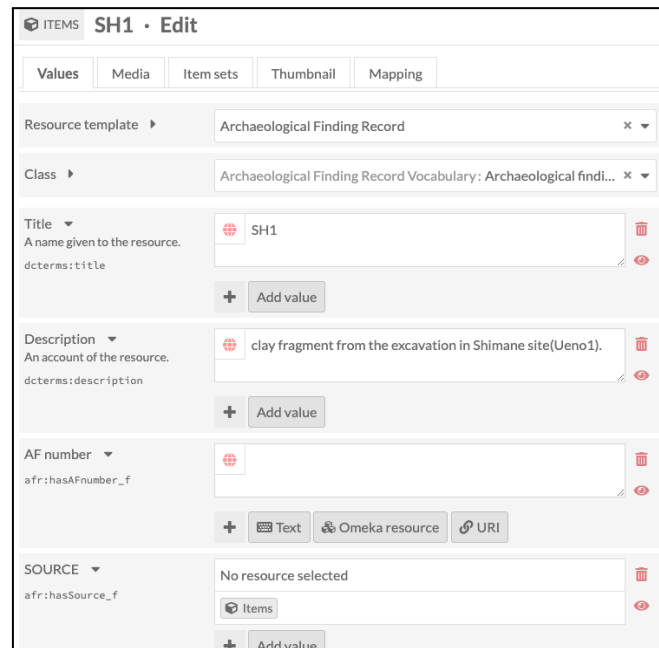 ITEMS SH1 · Edit
Values Media Item sets Thumbnail Mapping
Resource template Archaeological Finding Record
Class Archaeological Finding Record Vocabulary: Archaeological findi...
Title SH1
A name given to the resource.
dcterms:title
Add value
Description clay fragment from the excavation in Shimane site(Ueno1).
An account of the resource.
dcterms:description
Add value
AF number
afr:hasAFnumber_f
Text Omeka resource URI
SOURCE No resource selected
afr:hasSource_f
Items
Add value